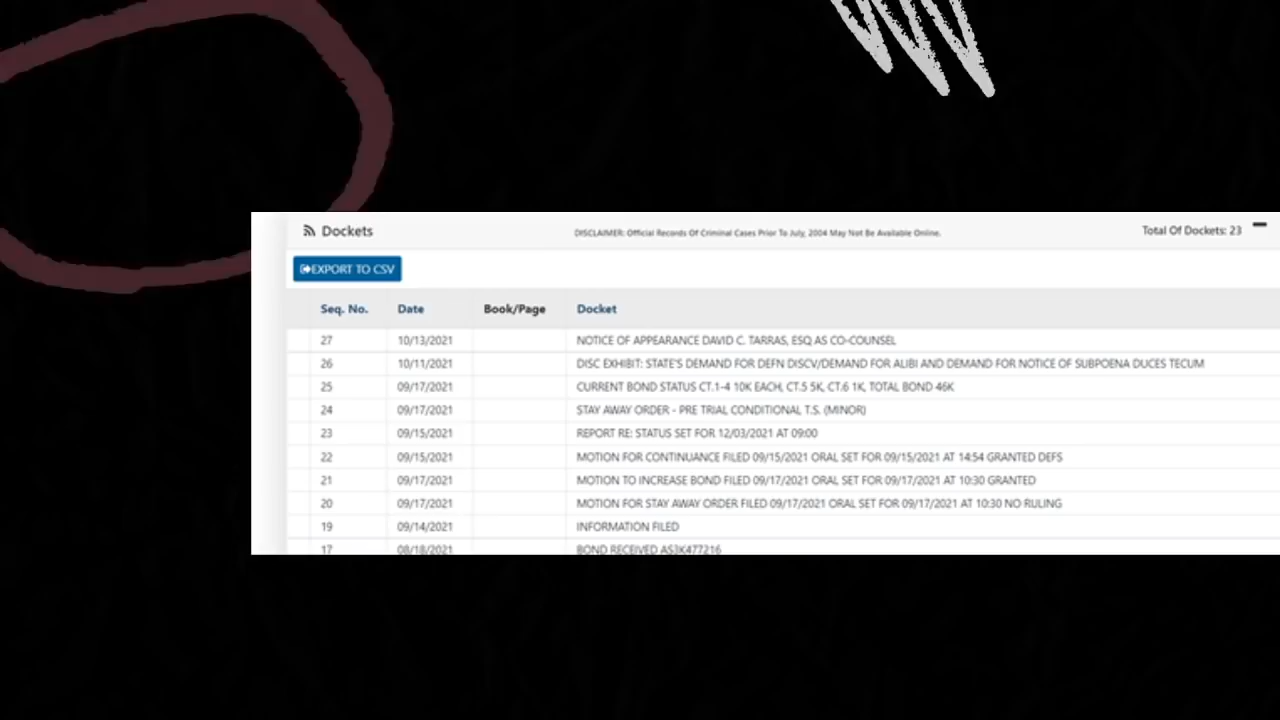 Dockets
DISCLAIMER: Official Records Of Criminal Cases Prior To July, 2004 May Not Be Available Online.
Total Of Dockets: 23
EXPORT TO CSV
Seq. No. Date Book/Page Docket
27 10/13/2021 NOTICE OF APPEARANCE DAVID C. TARRAS, ESQ AS CO-COUNSEL
26 10/11/2021 DISC EXHIBIT: STATE'S DEMAND FOR DEFN DISCV/DEMAND FOR ALIBI AND DEMAND FOR NOTICE OF SUBPOENA DUCES TECUM
25 09/17/2021 CURRENT BOND STATUS CT.1-4 10K EACH, CT.5 5K, CT.6 1K, TOTAL BOND 46K
24 09/17/2021 STAY AWAY ORDER - PRE TRIAL CONDITIONAL T.S. (MINOR)
23 09/15/2021 REPORT RE: STATUS SET FOR 12/03/2021 AT 09:00
22 09/15/2021 MOTION FOR CONTINUANCE FILED 09/15/2021 ORAL SET FOR 09/15/2021 AT 14:54 GRANTED DEFS
21 09/17/2021 MOTION TO INCREASE BOND FILED 09/17/2021 ORAL SET FOR 09/17/2021 AT 10:30 GRANTED
20 09/17/2021 MOTION FOR STAY AWAY ORDER FILED 09/17/2021 ORAL SET FOR 09/17/2021 AT 10:30 NO RULING
19 09/14/2021 INFORMATION FILED
17 08/18/2021 BOND RECEIVED AS3K477216